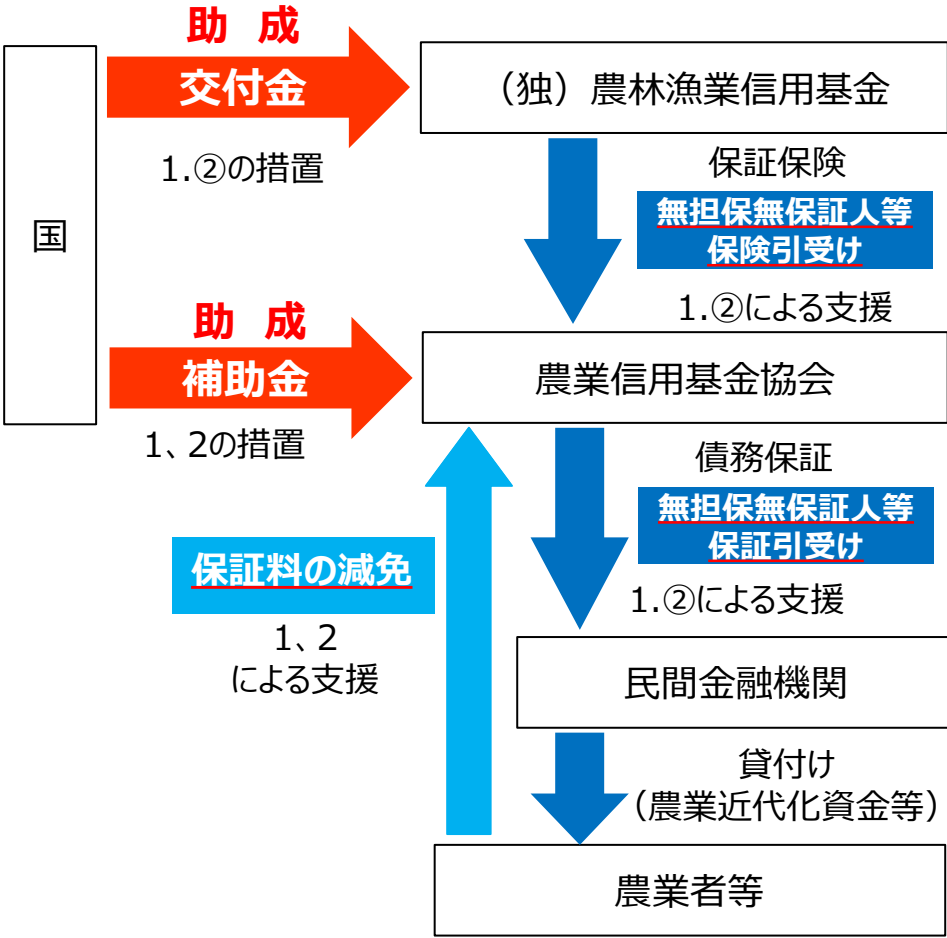 助 成
交付金
1.②の措置
国
(独)農林漁業信用基金
保証保険
無担保無保証人等
保険引受け
1.②による支援
助 成
補助金
1、2の措置
農業信用基金協会
債務保証
無担保無保証人等
保証引受け
1.②による支援
保証料の減免
1、2
による支援
民間金融機関
貸付け
(農業近代化資金等)
農業者等